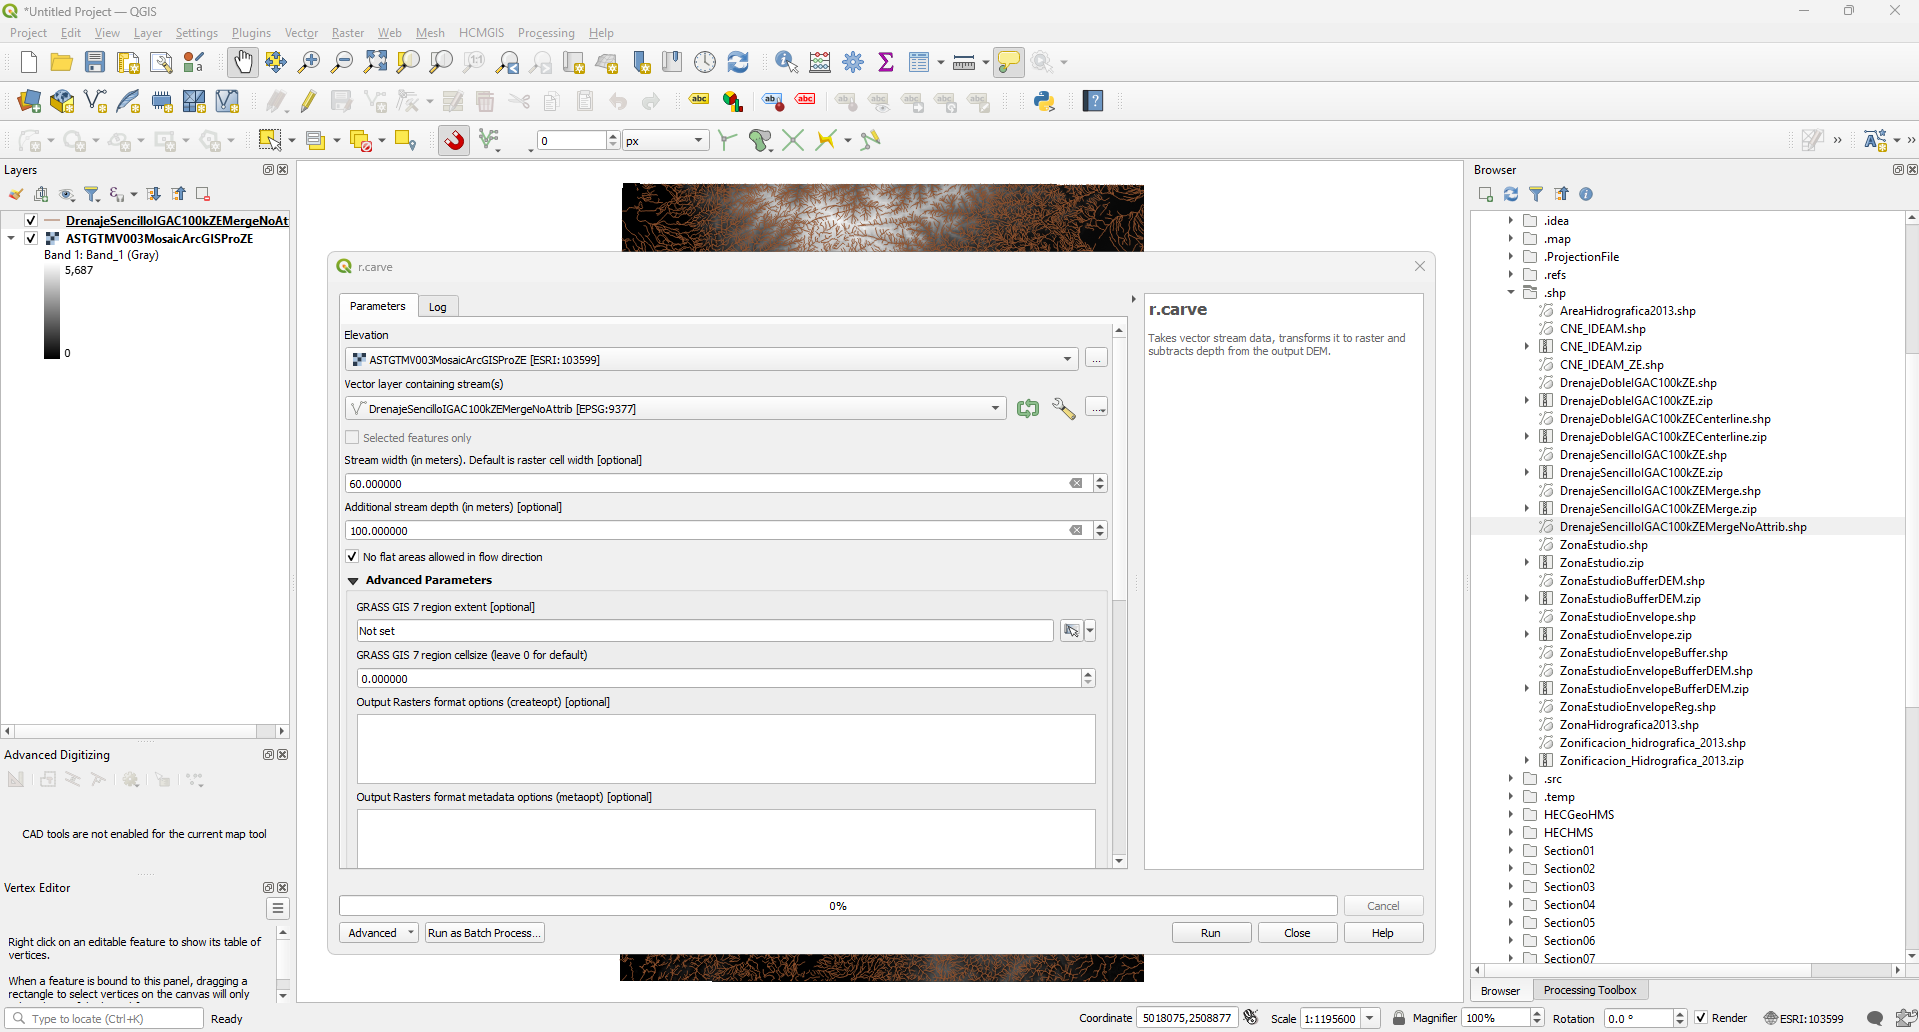 *Untitled Project — QGIS
Project Edit View Layer Settings Plugins Vector Raster Web Mesh HCMGIS Processing Help
0 px
Layers
DrenajeSencilloIGAC100kZEMergeNoAt
ASTGTMV003MosaicArcGISProZE
Band 1: Band_1 (Gray)
5,687
0
Advanced Digitizing
CAD tools are not enabled for the current map tool
Vertex Editor
Right click on an editable feature to show its table of
vertices.
When a feature is bound to this panel, dragging a
rectangle to select vertices on the canvas will only
r.carve
Parameters Log
Elevation
ASTGTMV003MosaicArcGISProZE [ESRI:103599]
Vector layer containing stream(s)
DrenajeSencilloIGAC100kZEMergeNoAttrib [EPSG:9377]
Selected features only
Stream width (in meters). Default is raster cell width [optional]
60.000000
Additional stream depth (in meters) [optional]
100.000000
No flat areas allowed in flow direction
Advanced Parameters
GRASS GIS 7 region extent [optional]
Not set
GRASS GIS 7 region cellsize (leave 0 for default)
0.000000
Output Rasters format options (createopt) [optional]
Output Rasters format metadata options (metaopt) [optional]
r.carve
Takes vector stream data, transforms it to raster and
subtracts depth from the output DEM.
0%
Cancel
Advanced Run as Batch Process... Run Close Help
Browser
.idea
.map
.ProjectionFile
.refs
.shp
AreaHidrografica2013.shp
CNE_IDEAM.shp
CNE_IDEAM.zip
CNE_IDEAM_ZE.shp
DrenajeDobleIGAC100kZE.shp
DrenajeDobleIGAC100kZE.zip
DrenajeDobleIGAC100kZECenterline.shp
DrenajeDobleIGAC100kZECenterline.zip
DrenajeSencilloIGAC100kZE.shp
DrenajeSencilloIGAC100kZE.zip
DrenajeSencilloIGAC100kZEMerge.shp
DrenajeSencilloIGAC100kZEMerge.zip
DrenajeSencilloIGAC100kZEMergeNoAttrib.shp
ZonaEstudio.shp
ZonaEstudio.zip
ZonaEstudioBufferDEM.shp
ZonaEstudioBufferDEM.zip
ZonaEstudioEnvelope.shp
ZonaEstudioEnvelope.zip
ZonaEstudioEnvelopeBuffer.shp
ZonaEstudioEnvelopeBufferDEM.shp
ZonaEstudioEnvelopeBufferDEM.zip
ZonaEstudioEnvelopeReg.shp
ZonaHidrografica2013.shp
Zonificacion_hidrografica_2013.shp
Zonificacion_Hidrografica_2013.zip
.src
.temp
HECGeoHMS
HECHMS
Section01
Section02
Section03
Section04
Section05
Section06
Section07
Browser Processing Toolbox
Type to locate (Ctrl+K) Ready Coordinate 5018075,2508877 Scale 1:1195600 Magnifier 100% Rotation 0.0 ° Render ESRI:103599